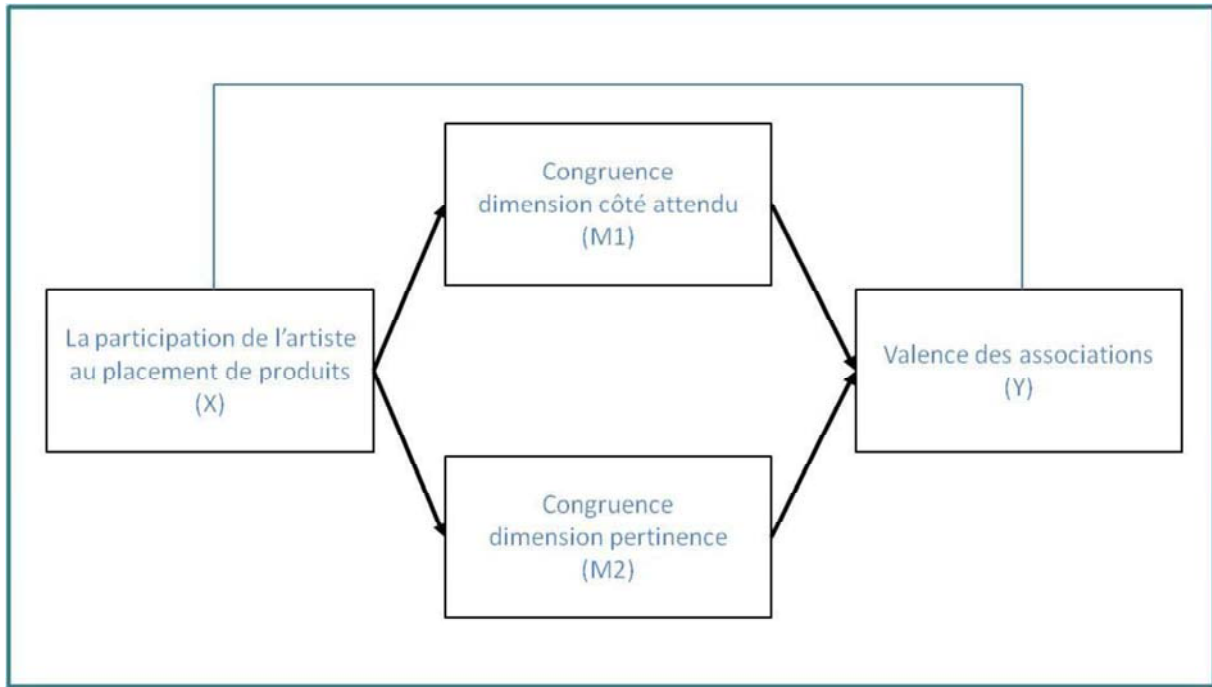 Congruence
dimension côté attendu
(M1)
La participation de l'artiste
au placement de produits
(X)
Valence des associations
(Y)
Congruence
dimension pertinence
(M2)